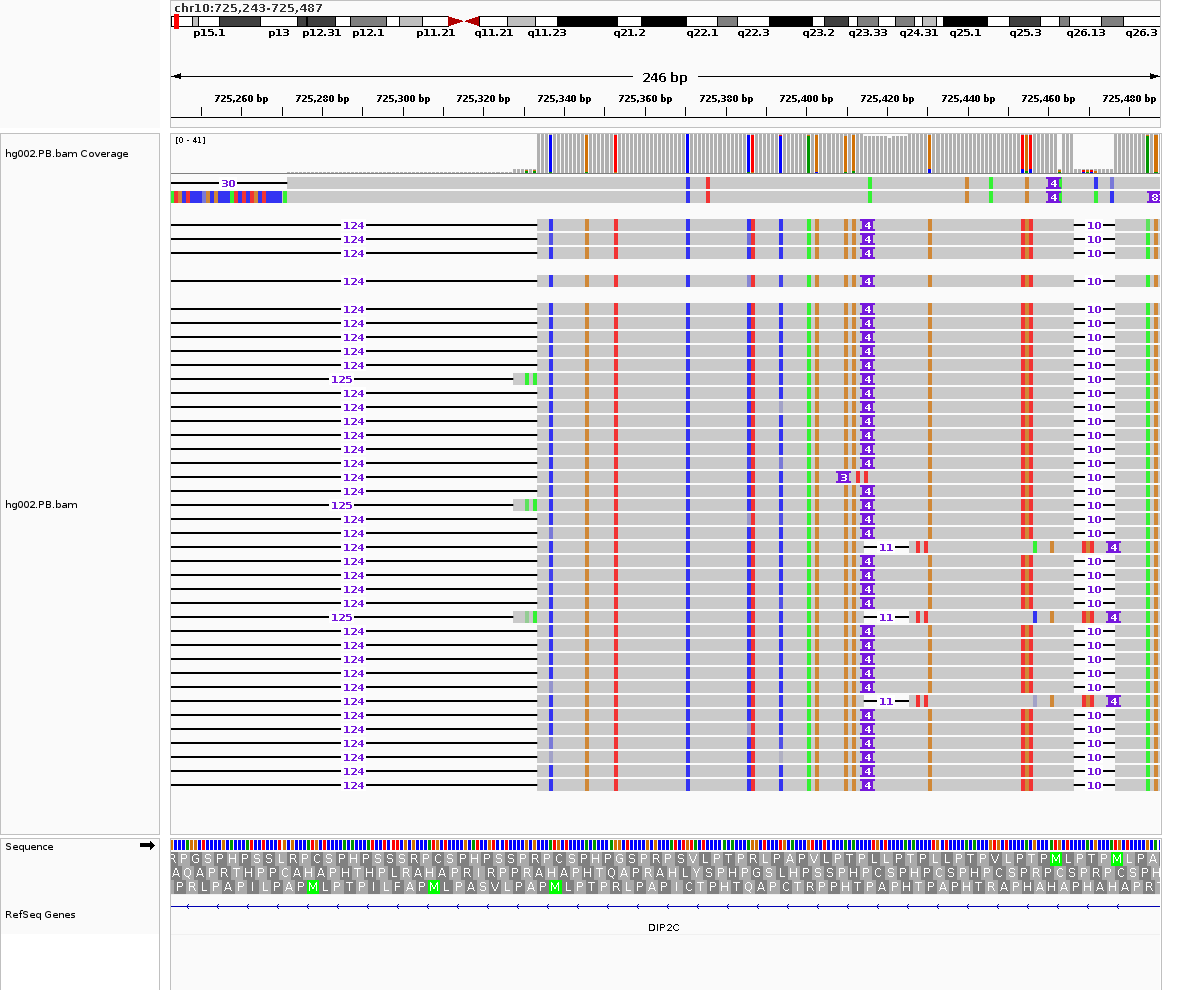 chr10:725,243-725,487
p15.1 p13 p12.31 p12.1 p11.21 q11.21 q11.23 q21.2 q22.1 q22.3 q23.2 q23.33 q24.31 q25.1 q25.3 q26.13 q26.3
246 bp
725,260 bp 725,280 bp 725,300 bp 725,320 bp 725,340 bp 725,360 bp 725,380 bp 725,400 bp 725,420 bp 725,440 bp 725,460 bp 725,480 bp
hg002.PB.bam Coverage
[0 - 41]
30 4
4 8
124 4 10
124 4 10
124 4 10
124 4 10
124 4 10
124 4 10
124 4 10
124 4 10
124 4 10
125 4 10
124 4 10
124 4 10
124 4 10
124 4 10
124 4 10
124 4 10
124 3 10
124 4 10
hg002.PB.bam
125 4 10
124 4 10
124 4 10
124 11 4
124 4 10
124 4 10
124 4 10
124 4 10
125 11 4
124 4 10
124 4 10
124 4 10
124 4 10
124 4 10
124 11 4
124 4 10
124 4 10
124 4 10
124 4 10
124 4 10
124 4 10
Sequence
RPGSPHPSSLRPCSPHPSSSRPCSPHPSSPRPCSPHPGSPRPSVLPTPRLPAPVLPTPLLPTPLLPTPVLPTPMLPTPMLPA
AQAPRTHPPCAHAPHTHPLRAHAPRIRPPRAHAPHTQAPRAHLYSPHPGSLHPSSPHPCSPHPCSPHPCSPRPCSPRPCSPH
PRLPAPILPAPMLPTPILFAPMLPASVLPAPMLPTPRLPAPICTPHTQAPCTRPPHTPAPHTPAPHTRAPHAHAPHAHAPRT
RefSeq Genes
DIP2C